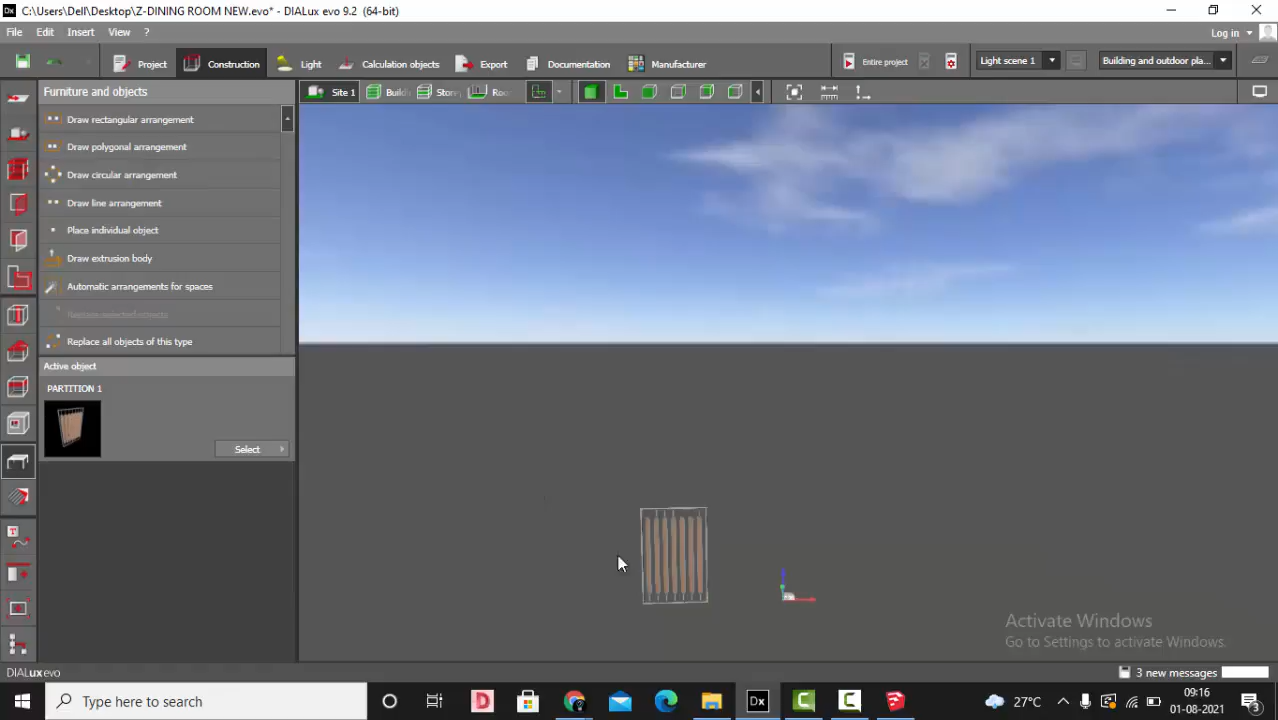 C:\Users\Dell\Desktop\Z-DINING ROOM NEW.evo* - DIALux evo 9.2 (64-bit)
File Edit Insert View ?
Log in
Project Construction Light Calculation objects Export Documentation Manufacturer
Entire project
Light scene 1
Building and outdoor pla...
Furniture and objects
Site 1
Draw rectangular arrangement
Draw polygonal arrangement
Draw circular arrangement
Draw line arrangement
Place individual object
Draw extrusion body
Automatic arrangements for spaces
Replace all objects of this type
Active object
PARTITION 1
Select
Activate Windows
Go to Settings to activate Windows.
DIALux evo
3 new messages
Type here to search
27°C
09:16
01-08-2021
3